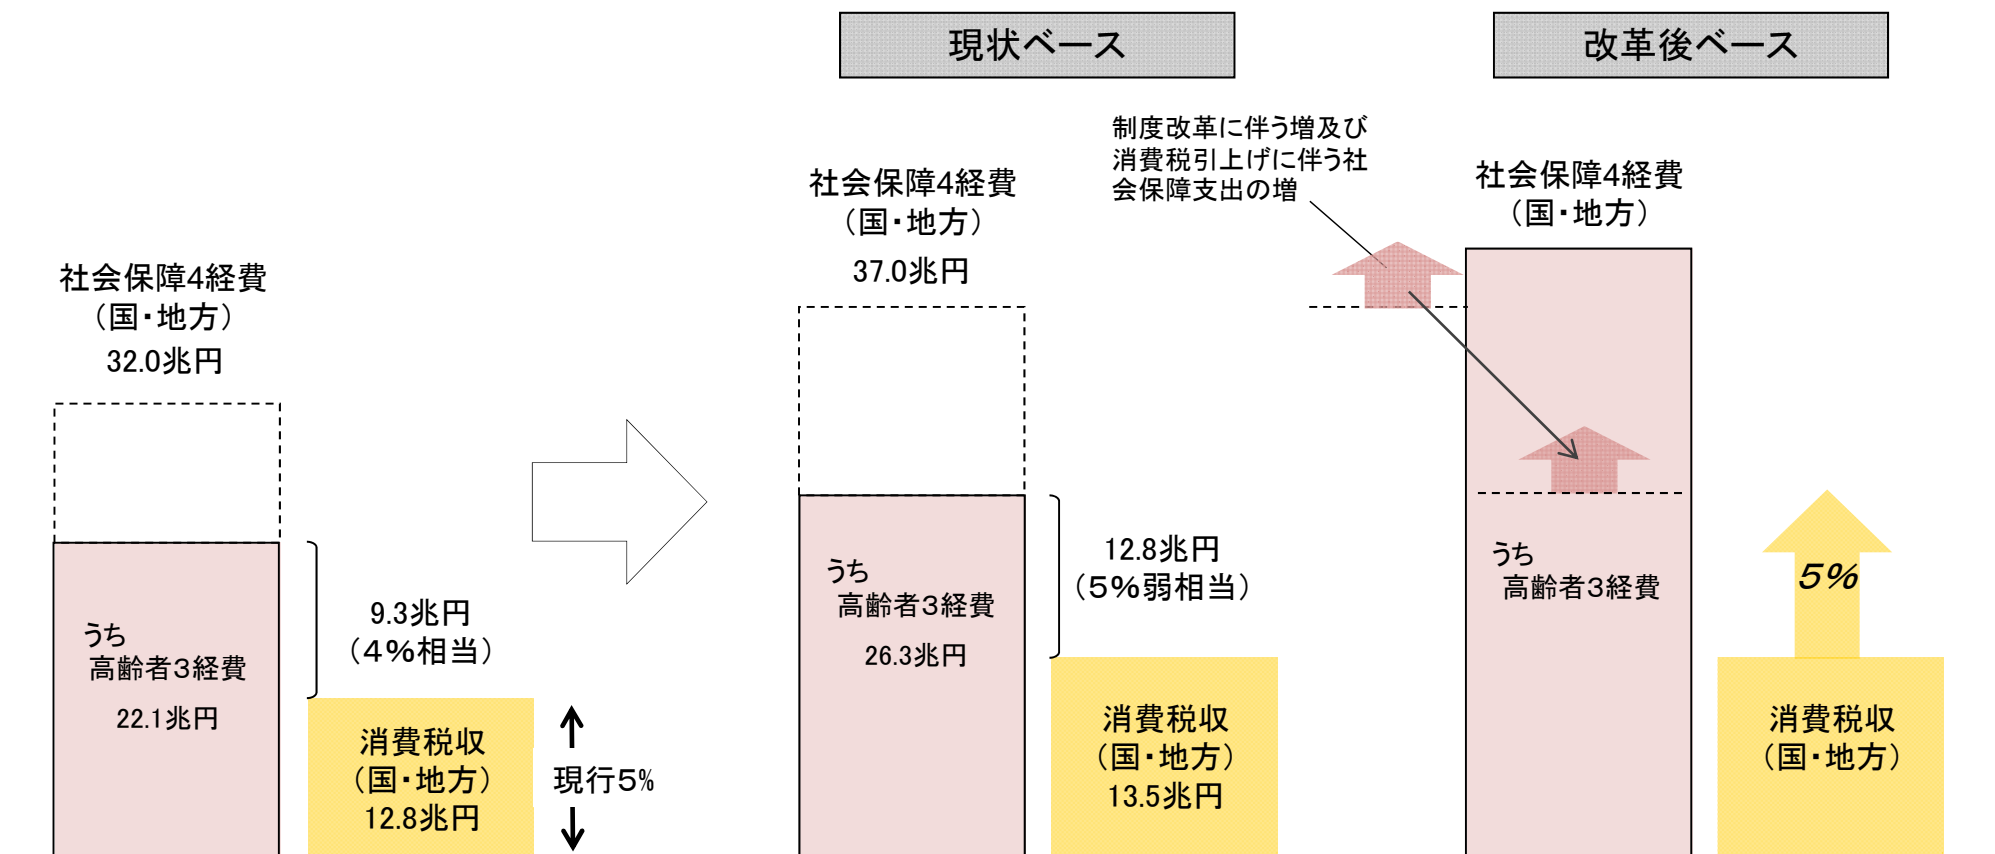 現状ベース
改革後ベース
制度改革に伴う増及び
消費税引上げに伴う社
会保障支出の増
社会保障4経費
（国・地方）
32.0兆円
うち
高齢者３経費
22.1兆円
9.3兆円
（４％相当）
消費税収
（国・地方）
12.8兆円
現行５%
社会保障4経費
（国・地方）
37.0兆円
うち
高齢者３経費
26.3兆円
12.8兆円
（５％弱相当）
消費税収
（国・地方）
13.5兆円
社会保障4経費
（国・地方）
うち
高齢者３経費
５％
消費税収
（国・地方）